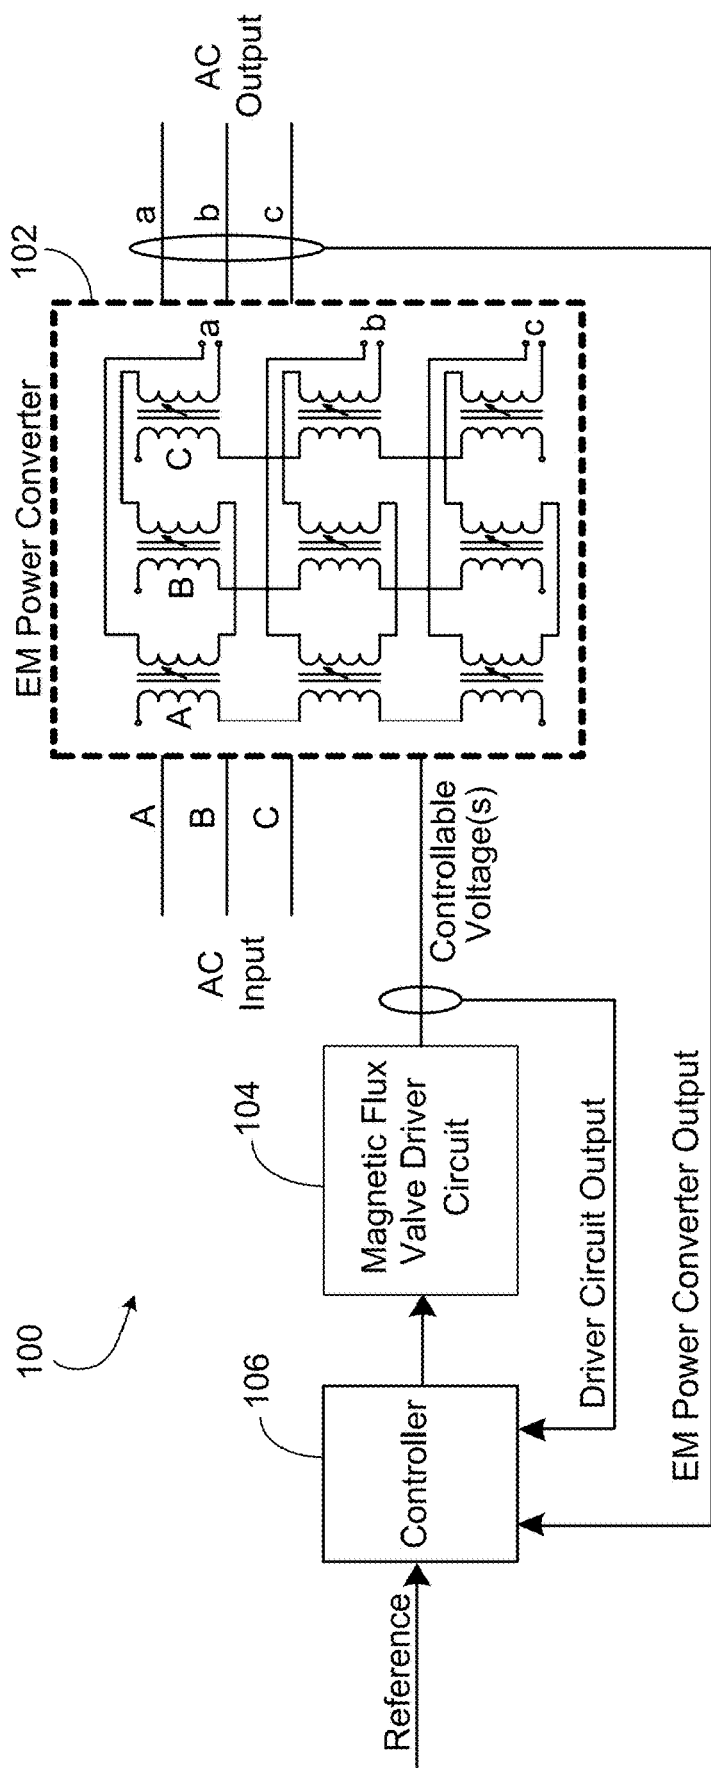 100
EM Power Converter
102
AC
Input
A
B
C
A
B
C
a
b
c
a
b
c
AC
Output
Controllable
Voltage(s)
104
Magnetic Flux
Valve Driver
Circuit
106
Controller
Reference
Driver Circuit Output
EM Power Converter Output